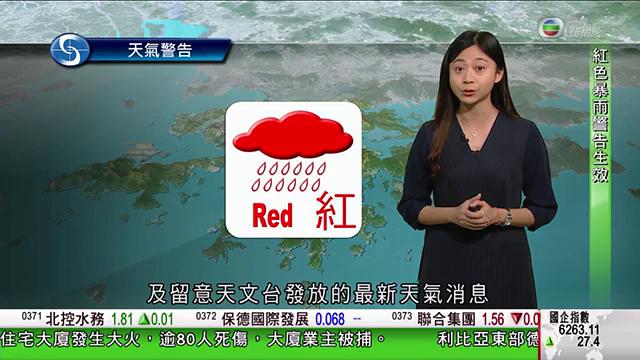 天氣警告
紅色暴雨警告生效
Red 紅
及留意天文台發放的最新天氣消息
0371 北控水務 1.81 ▲0.01 0372 保德國際發展 0.068 -- 0373 聯合集團 1.56 ▼0.0
國企指數
6263.11
▲ 27.4
住宅大廈發生大火，逾80人死傷，大廈業主被捕。 利比亞東部德